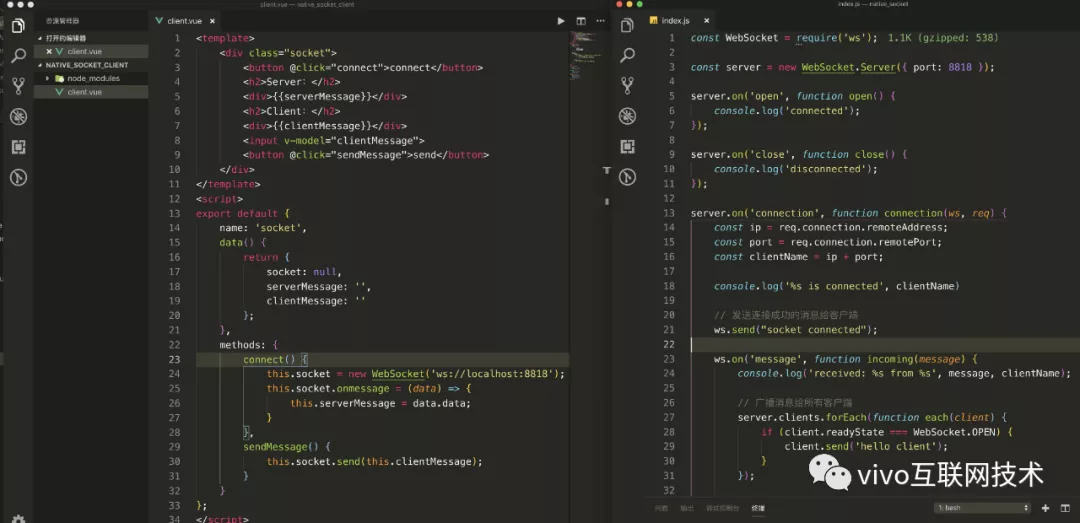 client.vue — native_socket_client
资源管理器
打开的编辑器
client.vue
NATIVE_SOCKET_CLIENT
node_modules
client.vue
client.vue
1 <template>
2 <div class="socket">
3 <button @click="connect">connect</button>
4 <h2>Server: </h2>
5 <div>{{serverMessage}}</div>
6 <h2>Client: </h2>
7 <div>{{clientMessage}}</div>
8 <input v-model="clientMessage">
9 <button @click="sendMessage">send</button>
10 </div>
11 </template>
12 <script>
13 export default {
14 name: 'socket',
15 data() {
16 return {
17 socket: null,
18 serverMessage: '',
19 clientMessage: ''
20 };
21 },
22 methods: {
23 connect() {
24 this.socket = new WebSocket('ws://localhost:8818');
25 this.socket.onmessage = (data) => {
26 this.serverMessage = data.data;
27 }
28 },
29 sendMessage() {
30 this.socket.send(this.clientMessage);
31 }
32 }
33 };
34 </script>
index.js — native_socket
index.js
1 const WebSocket = require('ws'); 1.1K (gzipped: 538)
2
3 const server = new WebSocket.Server({ port: 8818 });
4
5 server.on('open', function open() {
6 console.log('connected');
7 });
8
9 server.on('close', function close() {
10 console.log('disconnected');
11 });
12
13 server.on('connection', function connection(ws, req) {
14 const ip = req.connection.remoteAddress;
15 const port = req.connection.remotePort;
16 const clientName = ip + port;
17
18 console.log('%s is connected', clientName)
19
20 // 发送连接成功的消息给客户端
21 ws.send("socket connected");
22
23 ws.on('message', function incoming(message) {
24 console.log('received: %s from %s', message, clientName);
25
26 // 广播消息给所有客户端
27 server.clients.forEach(function each(client) {
28 if (client.readyState === WebSocket.OPEN) {
29 client.send('hello client');
30 }
31 });
32
问题 输出 调试控制台 终端
1: bash
vivo互联网技术